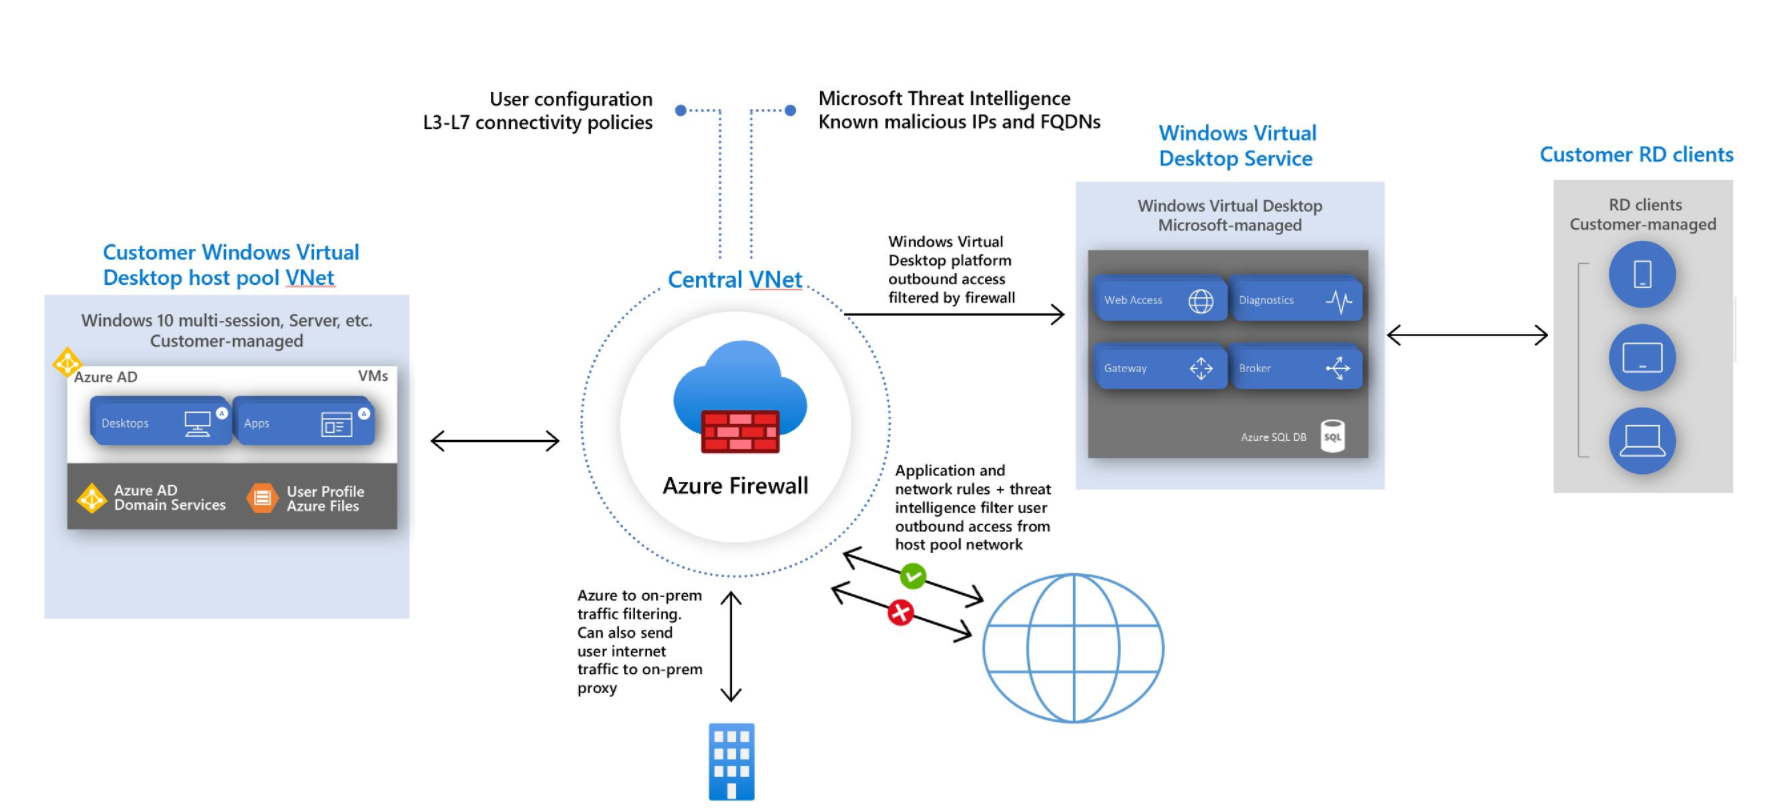 User configuration
L3-L7 connectivity policies
Microsoft Threat Intelligence
Known malicious IPs and FQDNs
Customer Windows Virtual
Desktop host pool VNet
Windows 10 multi-session, Server, etc.
Customer-managed
Azure AD
VMs
Desktops
Apps
Azure AD
Domain Services
User Profile
Azure Files
Central VNet
Azure Firewall
Windows Virtual
Desktop platform
outbound access
filtered by firewall
Windows Virtual
Desktop Service
Windows Virtual Desktop
Microsoft-managed
Web Access
Diagnostics
Gateway
Broker
Azure SQL DB
SQL
Customer RD clients
RD clients
Customer-managed
Application and
network rules + threat
intelligence filter user
outbound access from
host pool network
Azure to on-prem
traffic filtering.
Can also send
user internet
traffic to on-prem
proxy